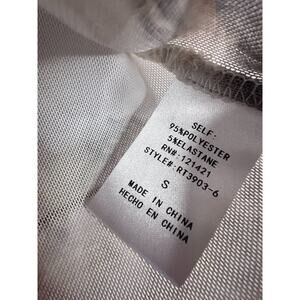 SELF:
95%POLYESTER
5%ELASTANE
RN#:121421
STYLE#:RT3903-6
S
MADE IN CHINA
HECHO EN CHINA